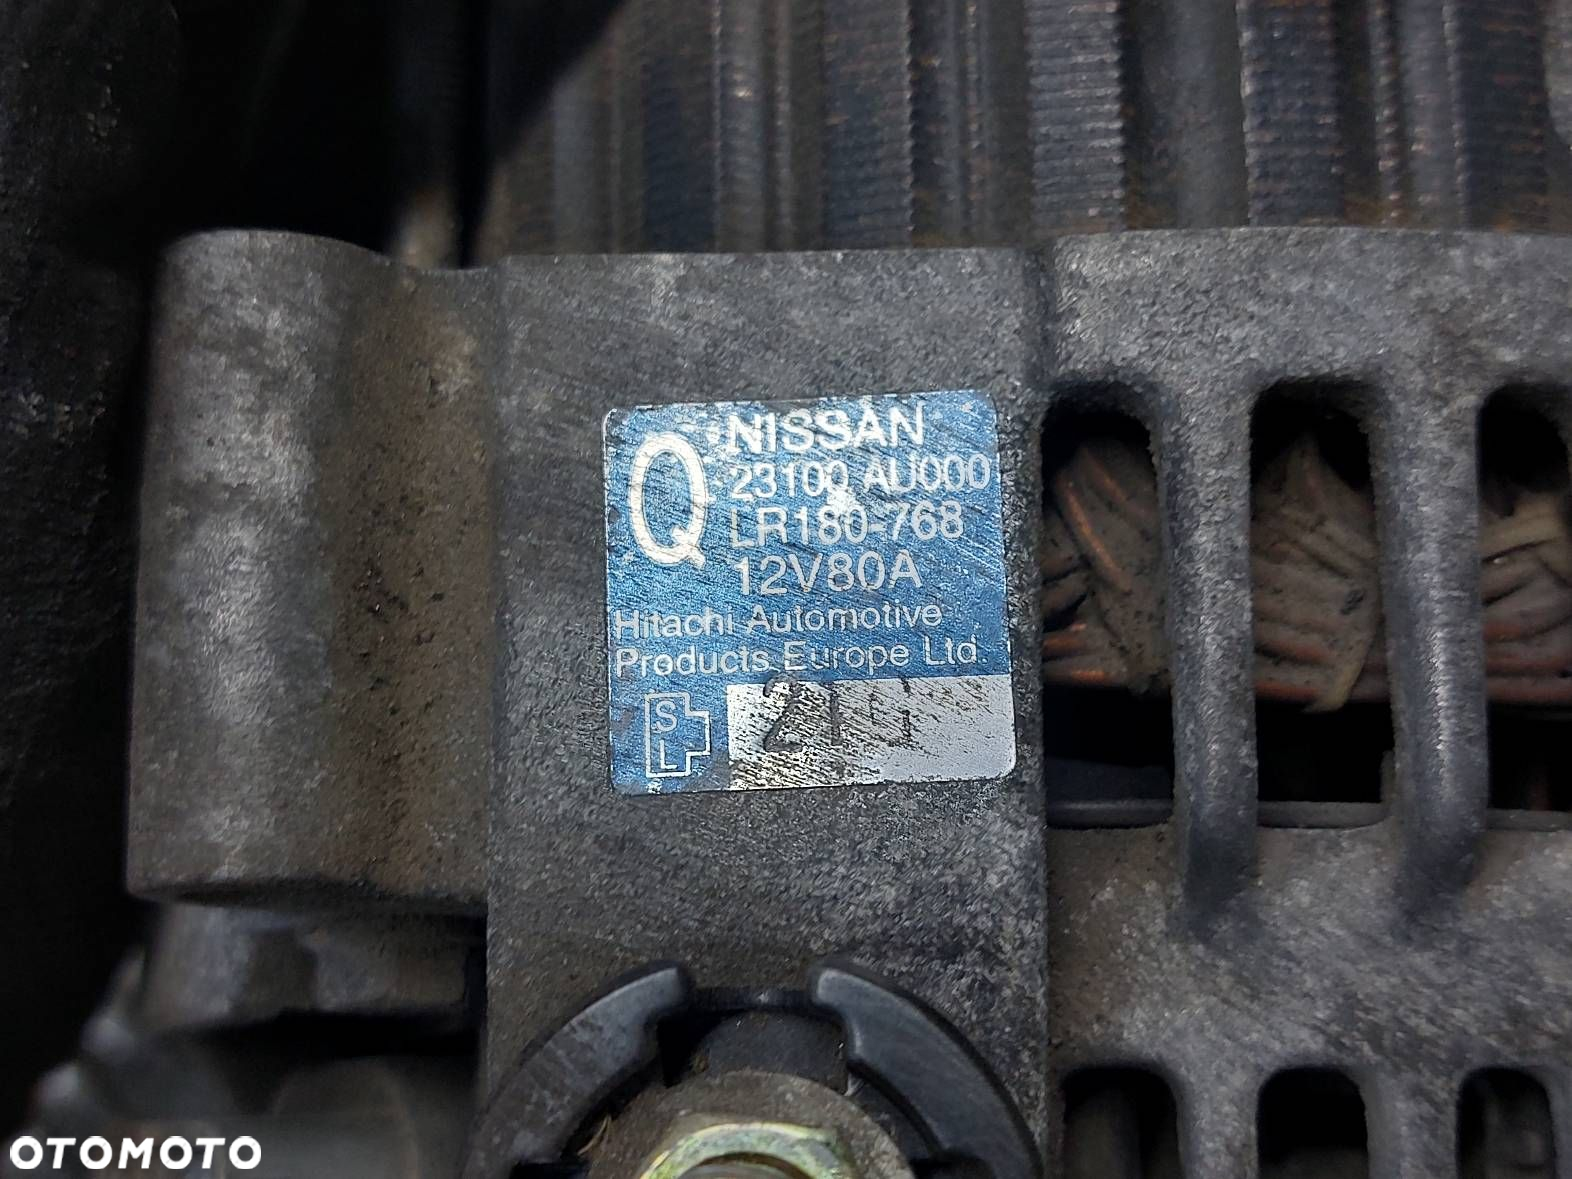 Q
NISSAN
23100 AU000
LR180-768
12V80A
Hitachi Automotive
Products Europe Ltd.
S
L
OTOMOTO